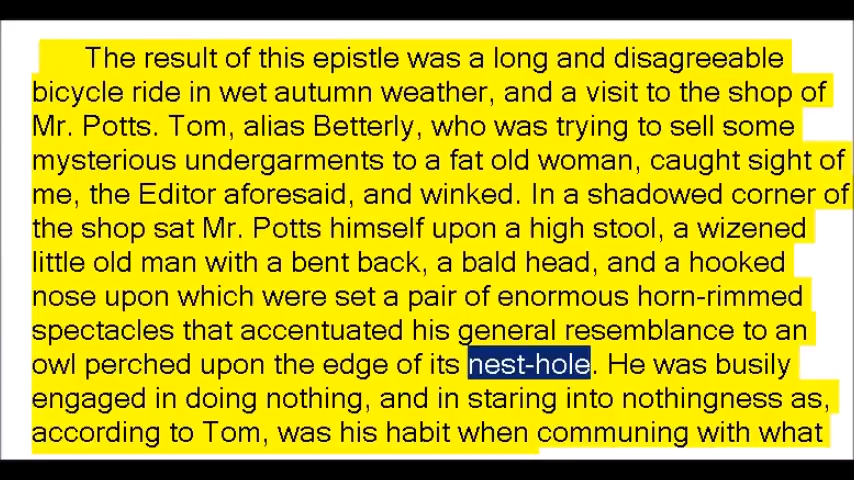 The result of this epistle was a long and disagreeable
bicycle ride in wet autumn weather, and a visit to the shop of
Mr. Potts. Tom, alias Betterly, who was trying to sell some
mysterious undergarments to a fat old woman, caught sight of
me, the Editor aforesaid, and winked. In a shadowed corner of
the shop sat Mr. Potts himself upon a high stool, a wizened
little old man with a bent back, a bald head, and a hooked
nose upon which were set a pair of enormous horn-rimmed
spectacles that accentuated his general resemblance to an
owl perched upon the edge of its nest-hole. He was busily
engaged in doing nothing, and in staring into nothingness as,
according to Tom, was his habit when communing with what